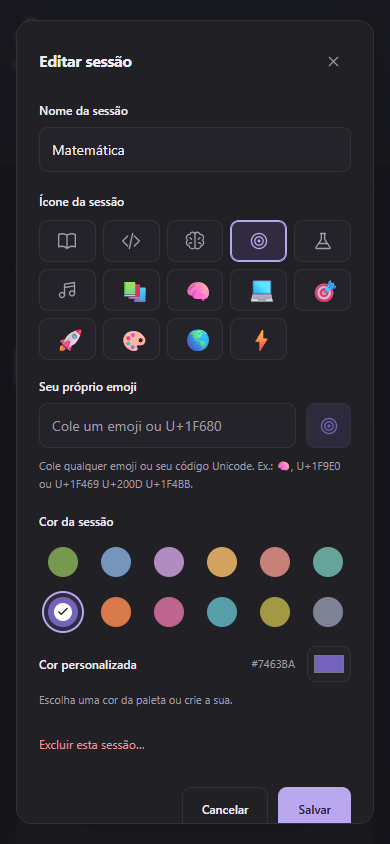 Editar sessão
Nome da sessão
Matemática
Ícone da sessão
Seu próprio emoji
Cole um emoji ou U+1F680
Cole qualquer emoji ou seu código Unicode. Ex.: 🧠, U+1F9E0
ou U+1F469 U+200D U+1F4BB.
Cor da sessão
Cor personalizada #7463BA
Escolha uma cor da paleta ou crie a sua.
Excluir esta sessão...
Cancelar Salvar